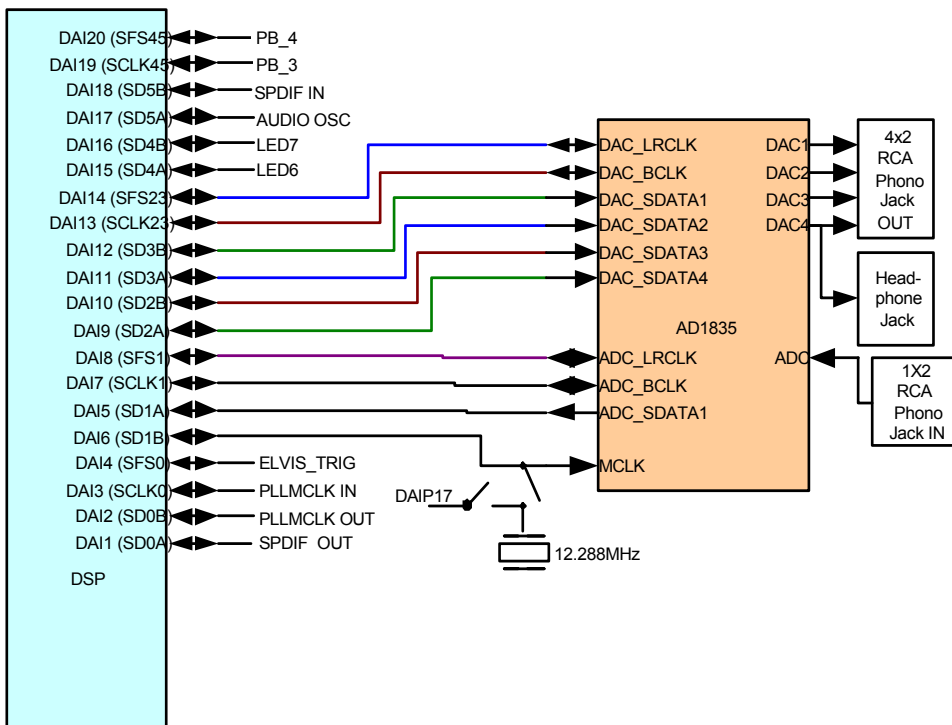 DAI20 (SFS45)
PB_4
DAI19 (SCLK45)
PB_3
DAI18 (SD5B)
SPDIF IN
DAI17 (SD5A)
AUDIO OSC
DAI16 (SD4B)
LED7
DAI15 (SD4A)
LED6
DAI14 (SFS23)
DAI13 (SCLK23)
DAI12 (SD3B)
DAI11 (SD3A)
DAI10 (SD2B)
DAI9 (SD2A)
DAI8 (SFS1)
DAI7 (SCLK1)
DAI5 (SD1A)
DAI6 (SD1B)
DAI4 (SFS0)
ELVIS_TRIG
DAI3 (SCLK0)
PLLMCLK IN
DAI2 (SD0B)
PLLMCLK OUT
DAI1 (SD0A)
SPDIF OUT
DSP
DAIP17
12.288MHz
DAC_LRCLK
DAC_BCLK
DAC_SDATA1
DAC_SDATA2
DAC_SDATA3
DAC_SDATA4
AD1835
ADC_LRCLK
ADC_BCLK
ADC_SDATA1
MCLK
DAC1
DAC2
DAC3
DAC4
ADC
4x2
RCA
Phono
Jack
OUT
Head-
phone
Jack
1X2
RCA
Phono
Jack IN